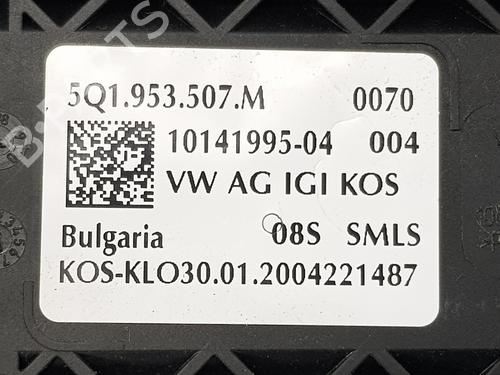 5Q1.953.507.M 0070
10141995-04 004
VW AG IGI KOS
Bulgaria 08S SMLS
KOS-KLO30.01.2004221487